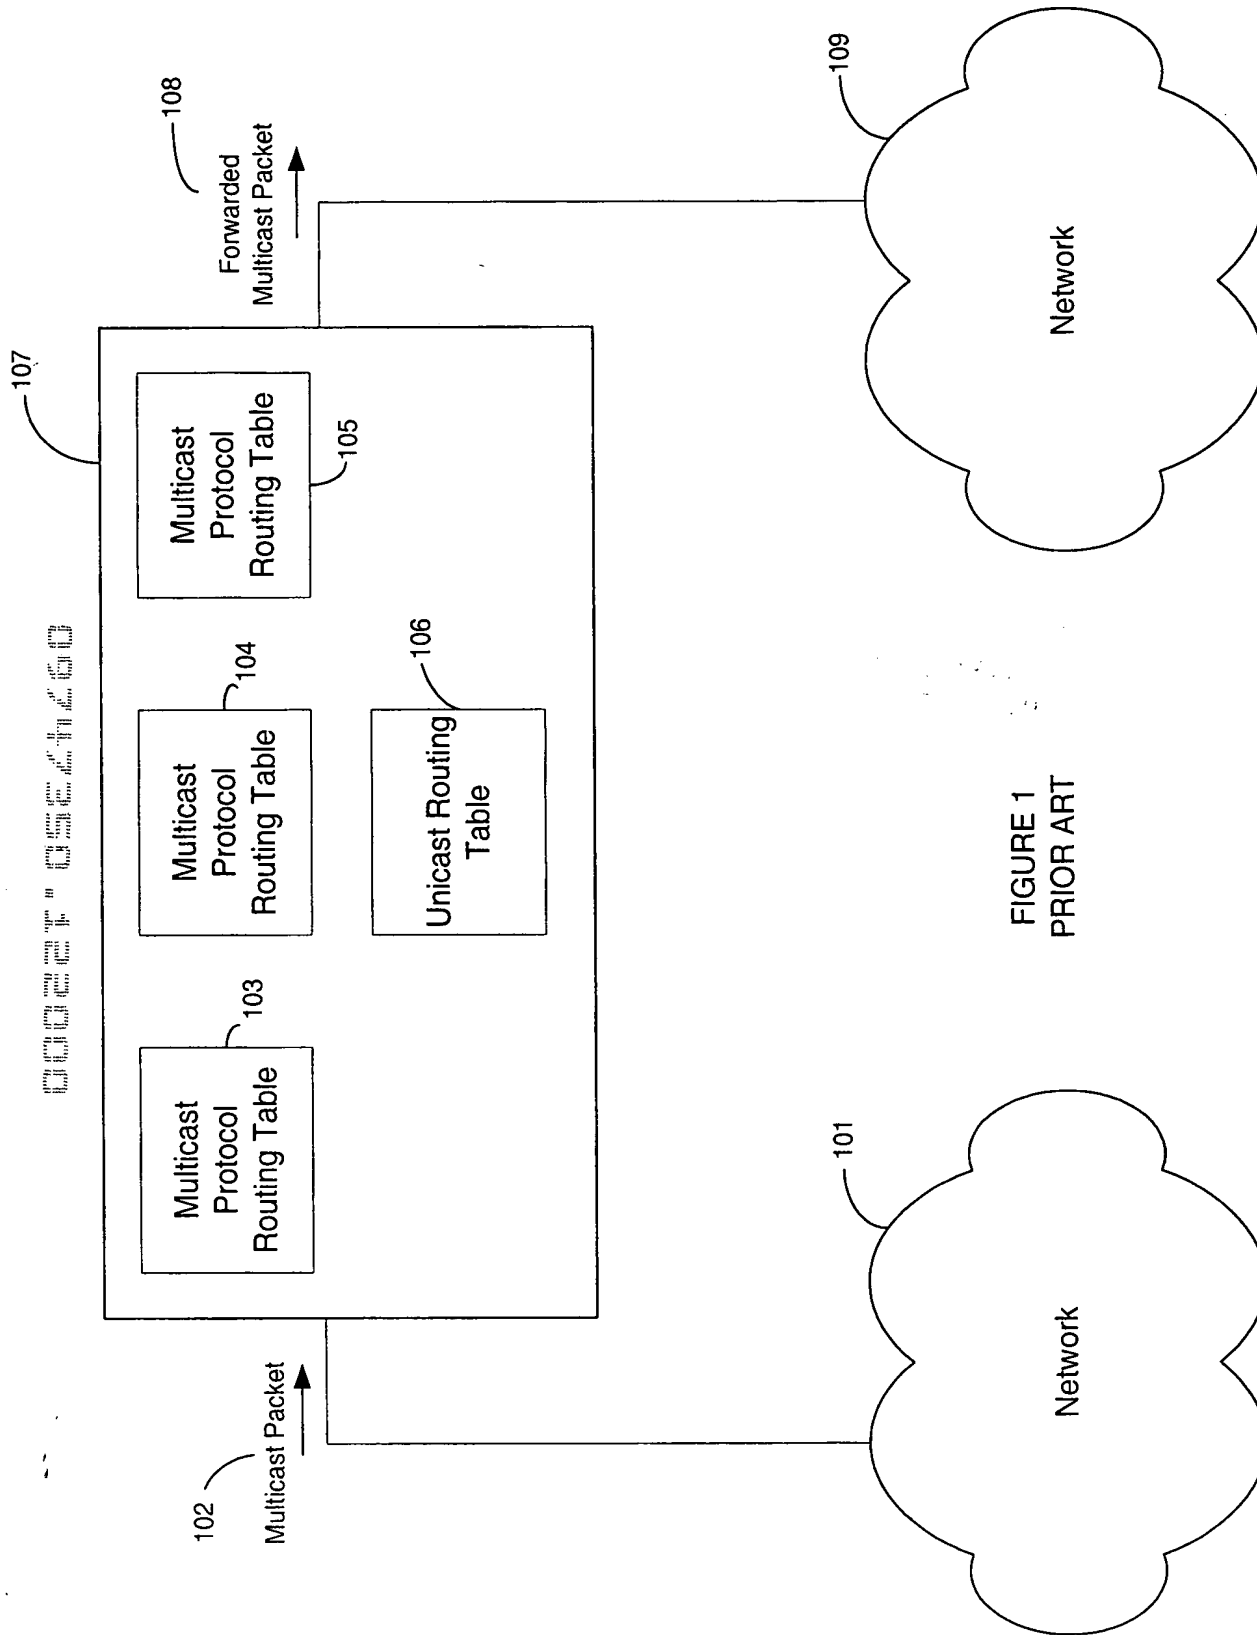 107
108
Forwarded
Multicast Packet
102
Multicast Packet
Multicast
Protocol
Routing Table
103
Multicast
Protocol
Routing Table
104
Multicast
Protocol
Routing Table
105
Unicast Routing
Table
106
101
Network
109
Network
FIGURE 1
PRIOR ART